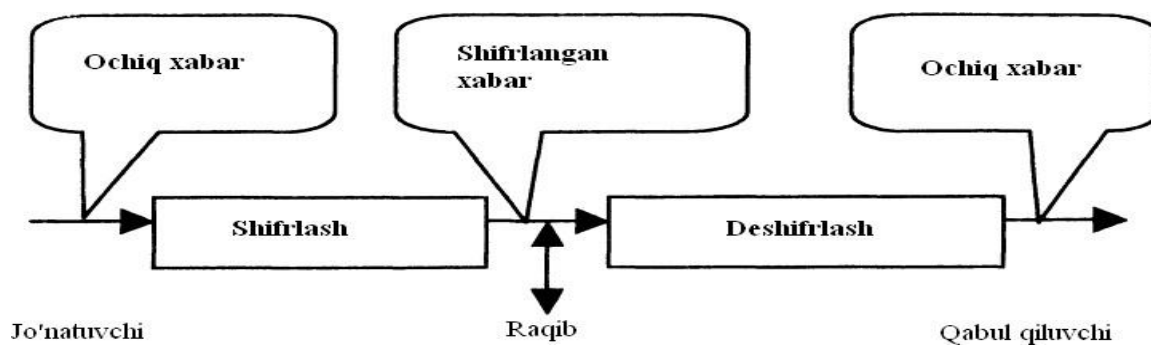 Ochiq xabar
Shifrlangan
xabar
Ochiq xabar
Shifrlash
Deshifrlash
Jo'natuvchi
Raqib
Qabul qiluvchi